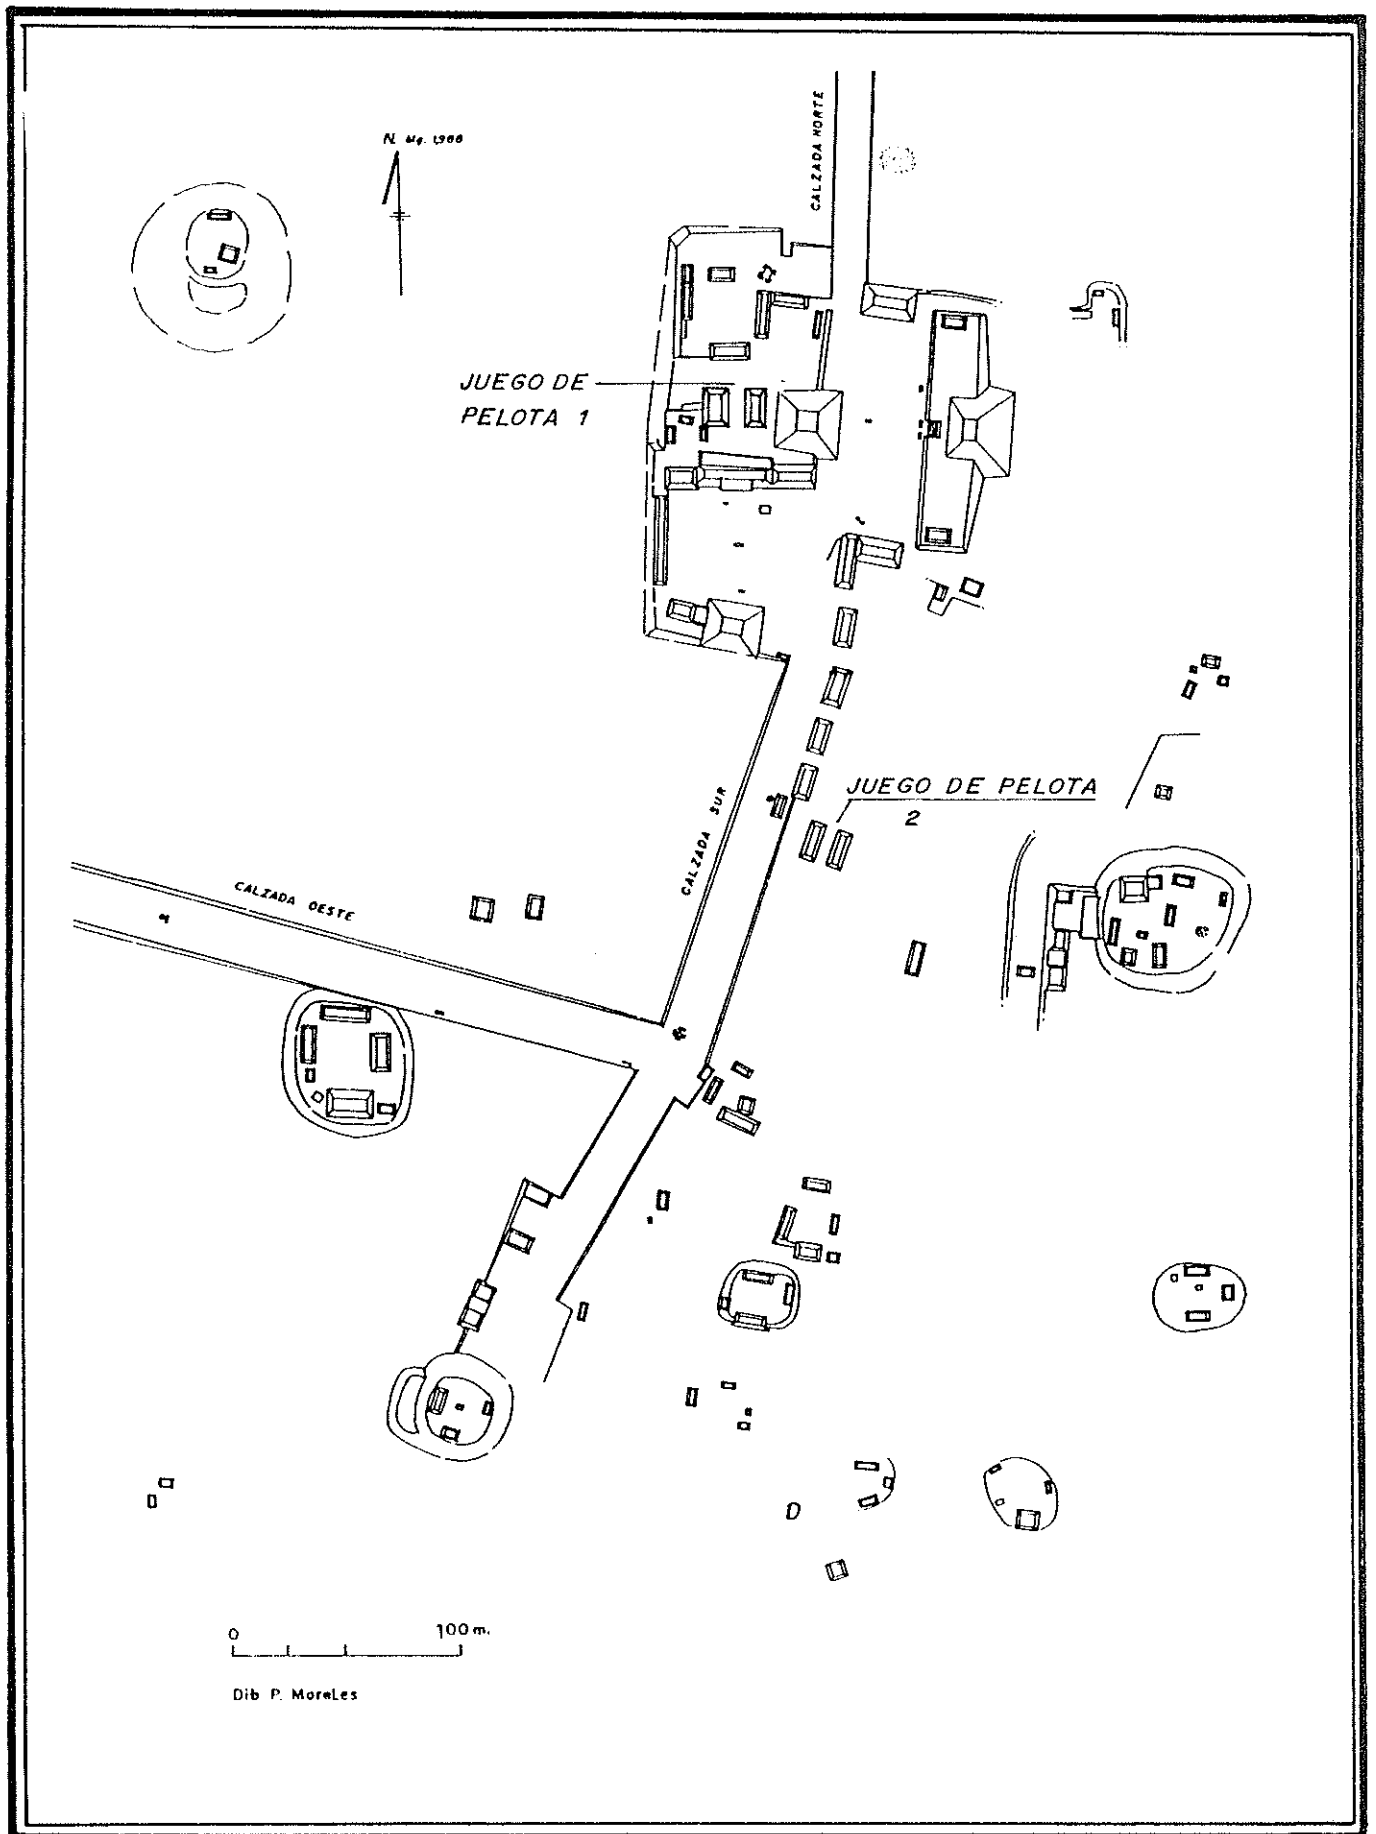 CALZADA NORTE
N. Mg. 1988
JUEGO DE
PELOTA 1
JUEGO DE PELOTA
2
CALZADA SUR
CALZADA OESTE
D
0 100 m.
Dib P. Morales